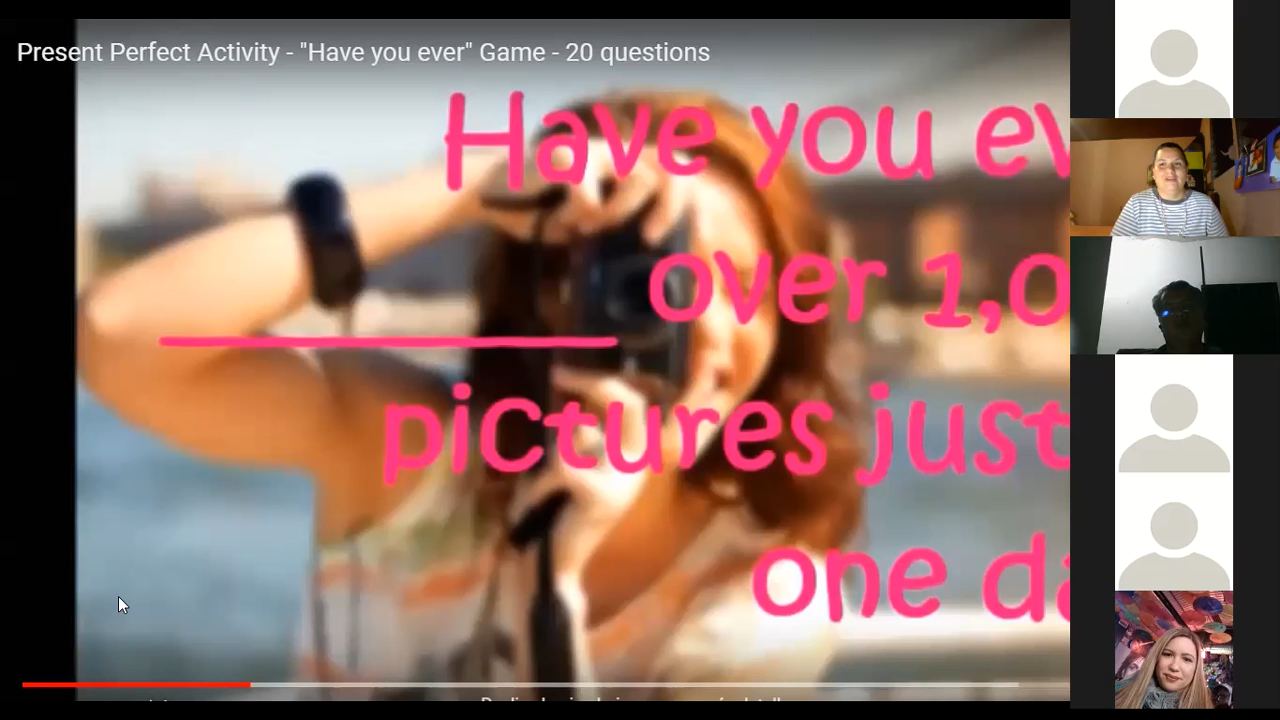 Present Perfect Activity - "Have you ever" Game - 20 questions
Have you ev
over 1,0
pictures just
one da